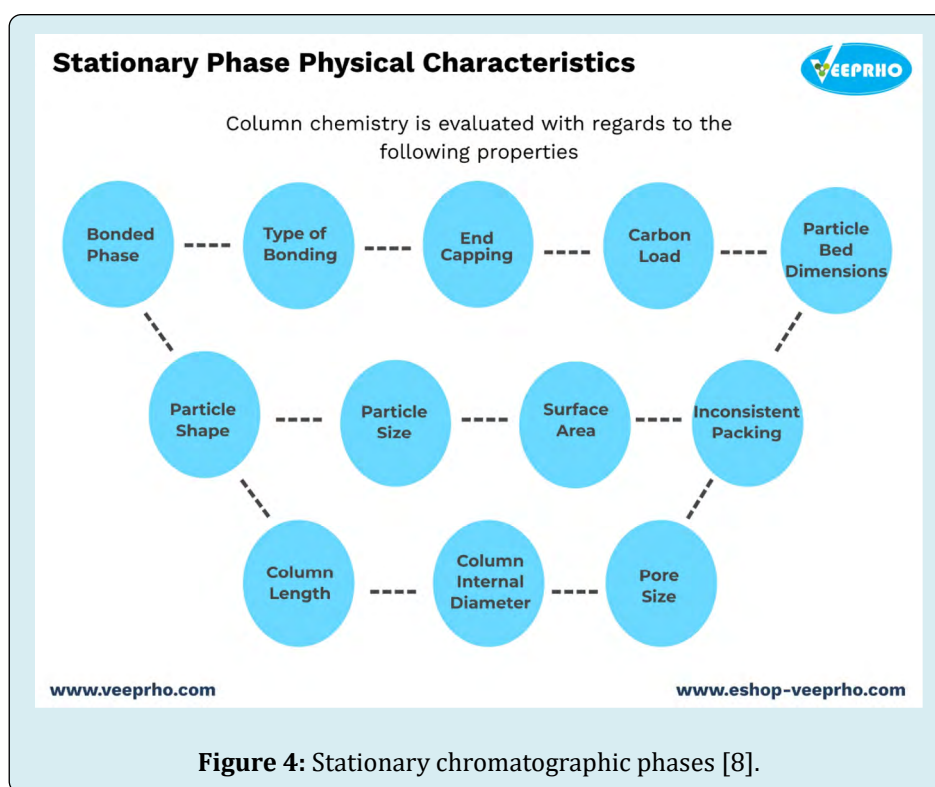 Stationary Phase Physical Characteristics
VEEPRHO
Column chemistry is evaluated with regards to the
following properties
Bonded
Phase
Type of
Bonding
End
Capping
Carbon
Load
Particle
Bed
Dimensions
Particle
Shape
Particle
Size
Surface
Area
Inconsistent
Packing
Column
Length
Column
Internal
Diameter
Pore
Size
www.veeprho.com
www.eshop-veeprho.com
Figure 4: Stationary chromatographic phases [8].